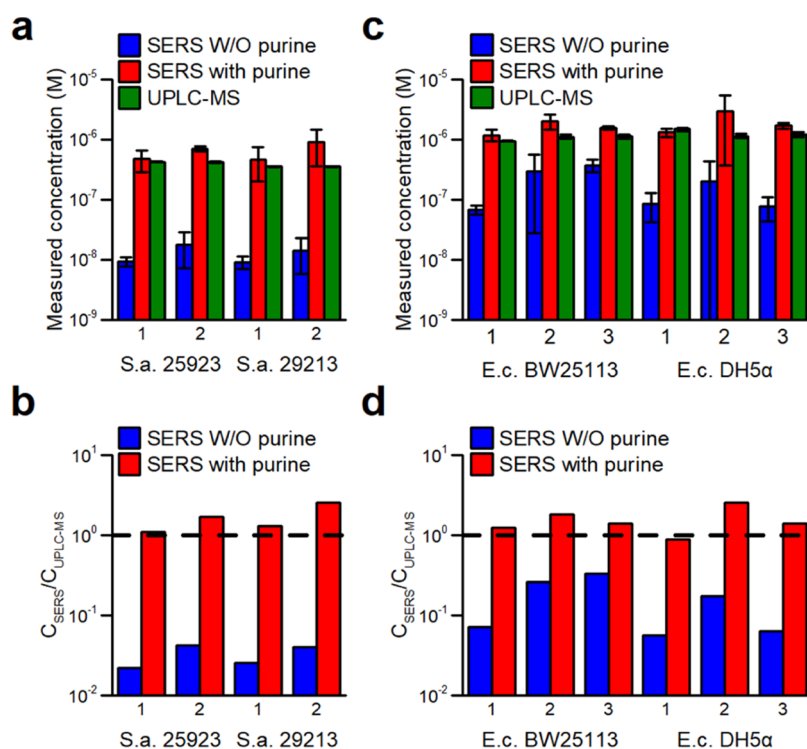 a
SERS W/O purine
SERS with purine
UPLC-MS
Measured concentration (M)
10⁻⁵
10⁻⁶
10⁻⁷
10⁻⁸
10⁻⁹
1 2 1 2
S.a. 25923 S.a. 29213
c
SERS W/O purine
SERS with purine
UPLC-MS
Measured concentration (M)
10⁻⁵
10⁻⁶
10⁻⁷
10⁻⁸
10⁻⁹
1 2 3 1 2 3
E.c. BW25113 E.c. DH5α
b
SERS W/O purine
SERS with purine
C_SERS/C_UPLC-MS
10¹
10⁰
10⁻¹
10⁻²
1 2 1 2
S.a. 25923 S.a. 29213
d
SERS W/O purine
SERS with purine
C_SERS/C_UPLC-MS
10¹
10⁰
10⁻¹
10⁻²
1 2 3 1 2 3
E.c. BW25113 E.c. DH5α